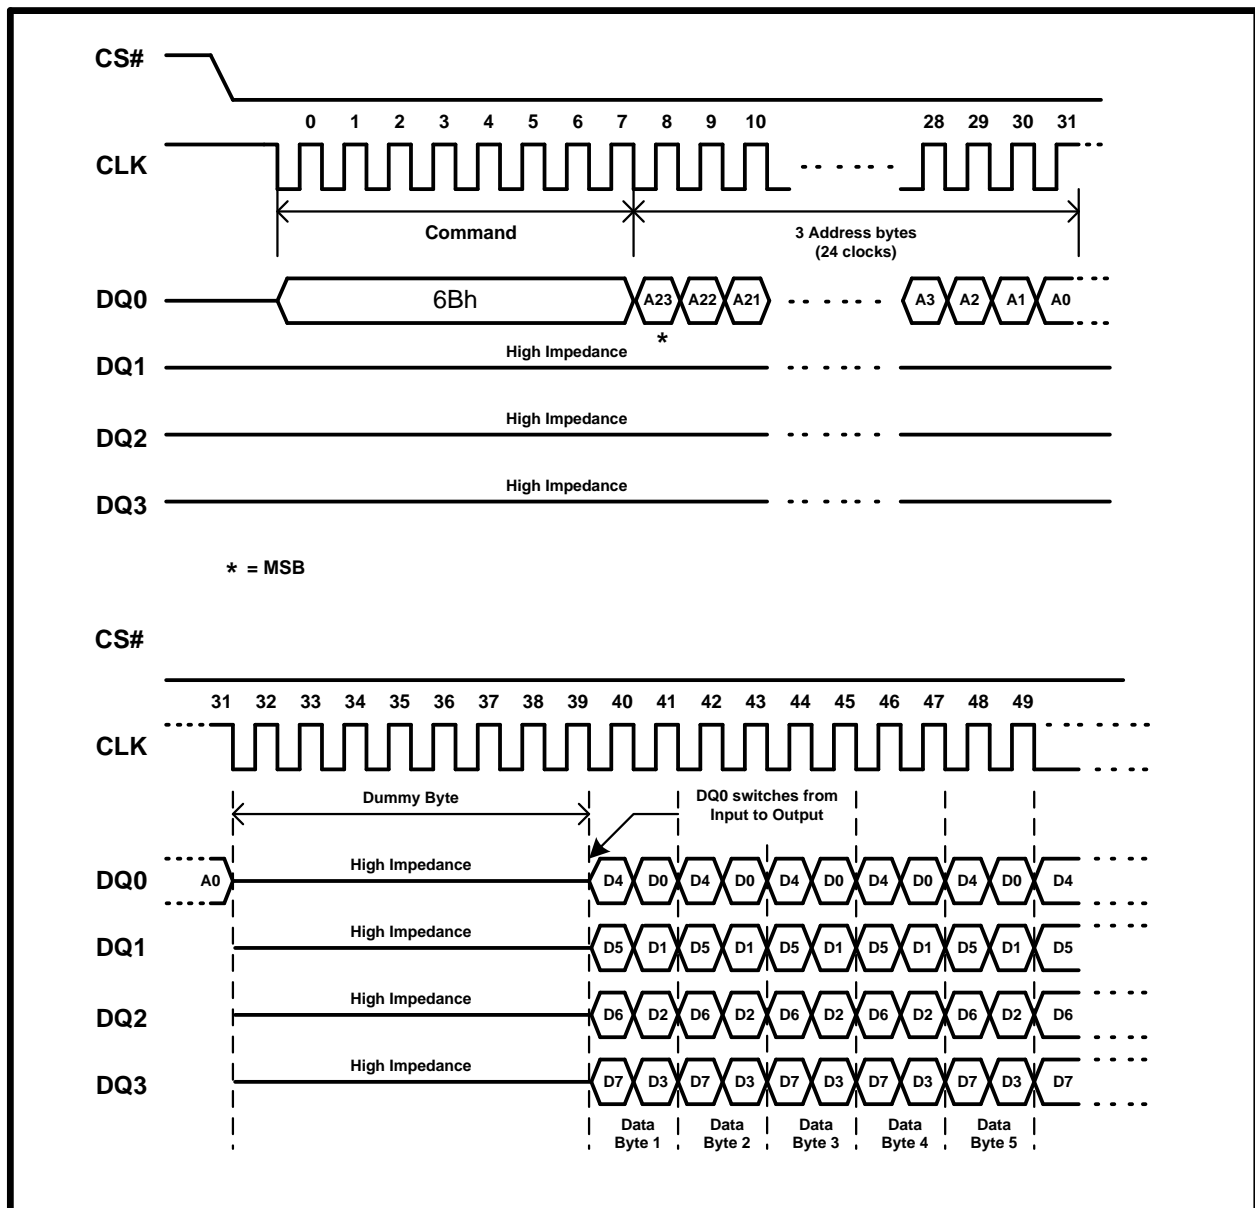 CS#
0 1 2 3 4 5 6 7 8 9 10 28 29 30 31
CLK
Command
3 Address bytes
(24 clocks)
DQ0 6Bh A23 A22 A21 A3 A2 A1 A0
*
High Impedance
DQ1
High Impedance
DQ2
High Impedance
DQ3
* = MSB
CS#
31 32 33 34 35 36 37 38 39 40 41 42 43 44 45 46 47 48 49
CLK
Dummy Byte
DQ0 switches from
Input to Output
High Impedance
DQ0 A0 D4 D0 D4 D0 D4 D0 D4 D0 D4 D0 D4
High Impedance
DQ1 D5 D1 D5 D1 D5 D1 D5 D1 D5 D1 D5
High Impedance
DQ2 D6 D2 D6 D2 D6 D2 D6 D2 D6 D2 D6
High Impedance
DQ3 D7 D3 D7 D3 D7 D3 D7 D3 D7 D3 D7
Data
Byte 1
Data
Byte 2
Data
Byte 3
Data
Byte 4
Data
Byte 5